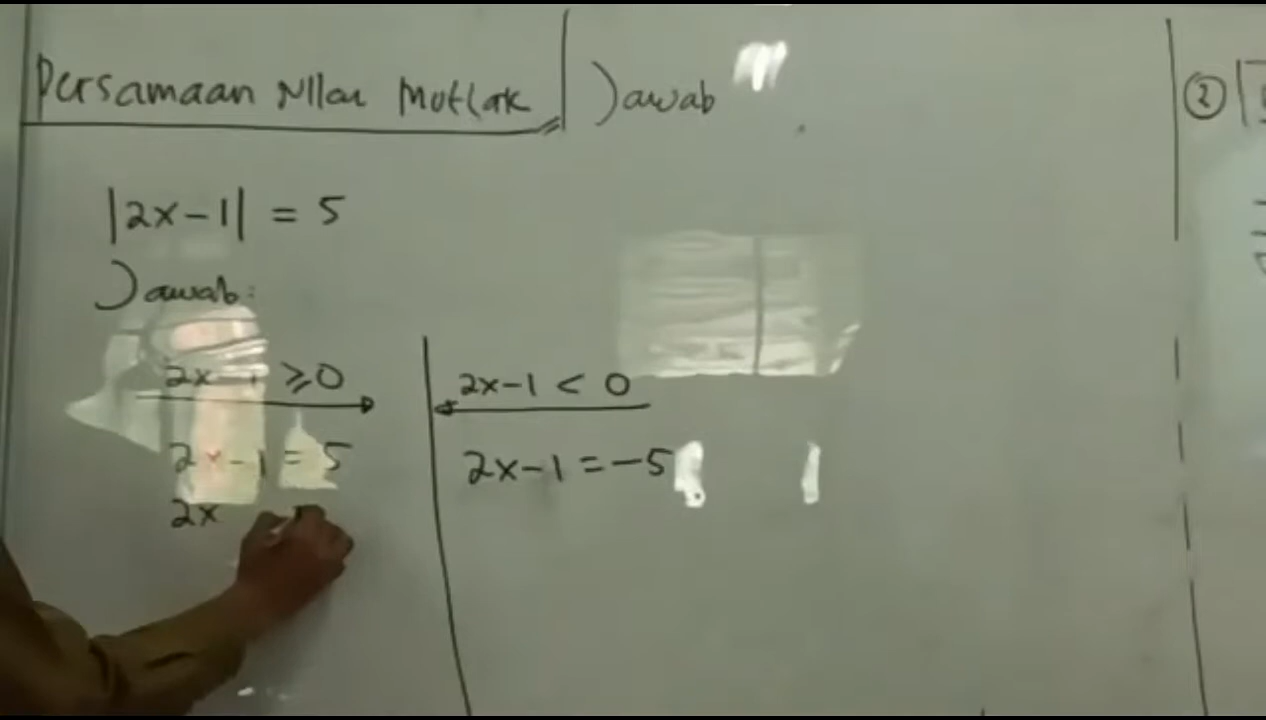 Persamaan Nilai Mutlak
Jawab
|2x-1| = 5
Jawab:
2x-1 ≥ 0
2x-1 = 5
2x
2x-1 < 0
2x-1 = -5
②